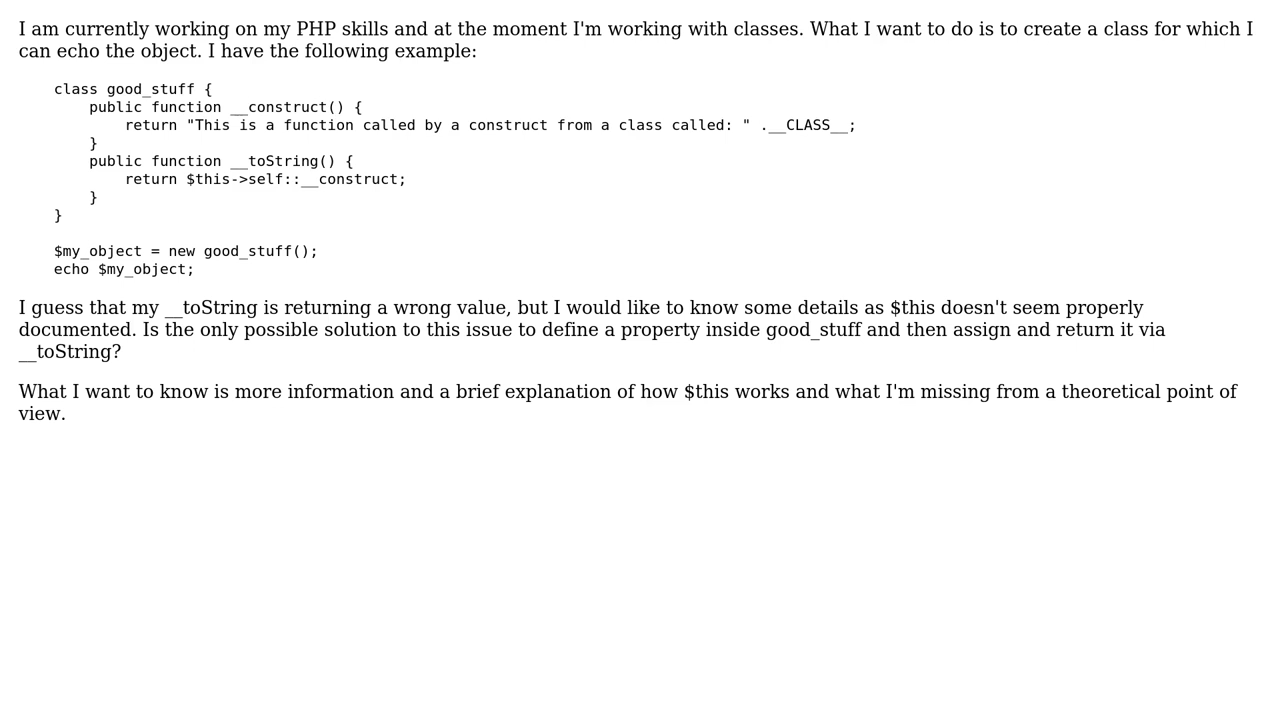 I am currently working on my PHP skills and at the moment I'm working with classes. What I want to do is to create a class for which I
can echo the object. I have the following example:
class good_stuff {
    public function __construct() {
        return "This is a function called by a construct from a class called: " .__CLASS__;
    }
    public function __toString() {
        return $this->self::__construct;
    }
}
$my_object = new good_stuff();
echo $my_object;
I guess that my __toString is returning a wrong value, but I would like to know some details as $this doesn't seem properly
documented. Is the only possible solution to this issue to define a property inside good_stuff and then assign and return it via
__toString?
What I want to know is more information and a brief explanation of how $this works and what I'm missing from a theoretical point of
view.